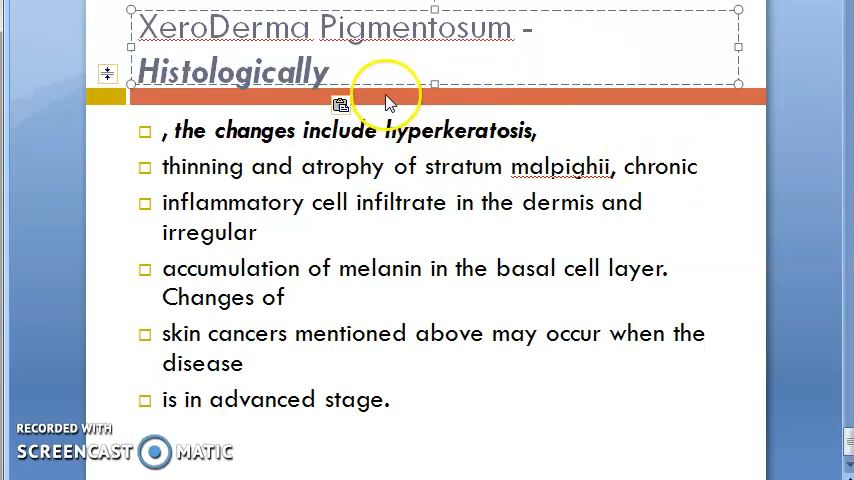 XeroDerma Pigmentosum -
Histologically
, the changes include hyperkeratosis,
thinning and atrophy of stratum malpighii, chronic
inflammatory cell infiltrate in the dermis and
irregular
accumulation of melanin in the basal cell layer.
Changes of
skin cancers mentioned above may occur when the
disease
is in advanced stage.
RECORDED WITH
SCREENCAST MATIC